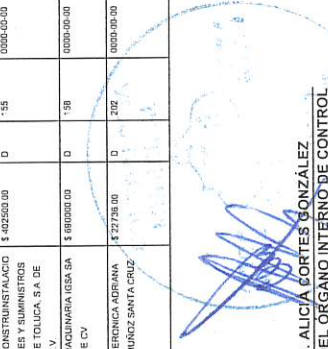 ONSTRUINSTALACIO $ 402500.00 D 155 0000-00-00
ES Y SUMINISTROS
E TOLUCA, S.A. DE
V
AQUINARIA IGSA SA $ 690000.00 D 158 0000-00-00
E CV
ERONICA ADRIANA $ 22736.00 D 202 0000-00-00
UÑOZ SANTA CRUZ
. ALICIA CORTES GONZÁLEZ
EL ÓRGANO INTERNO DE CONTROL